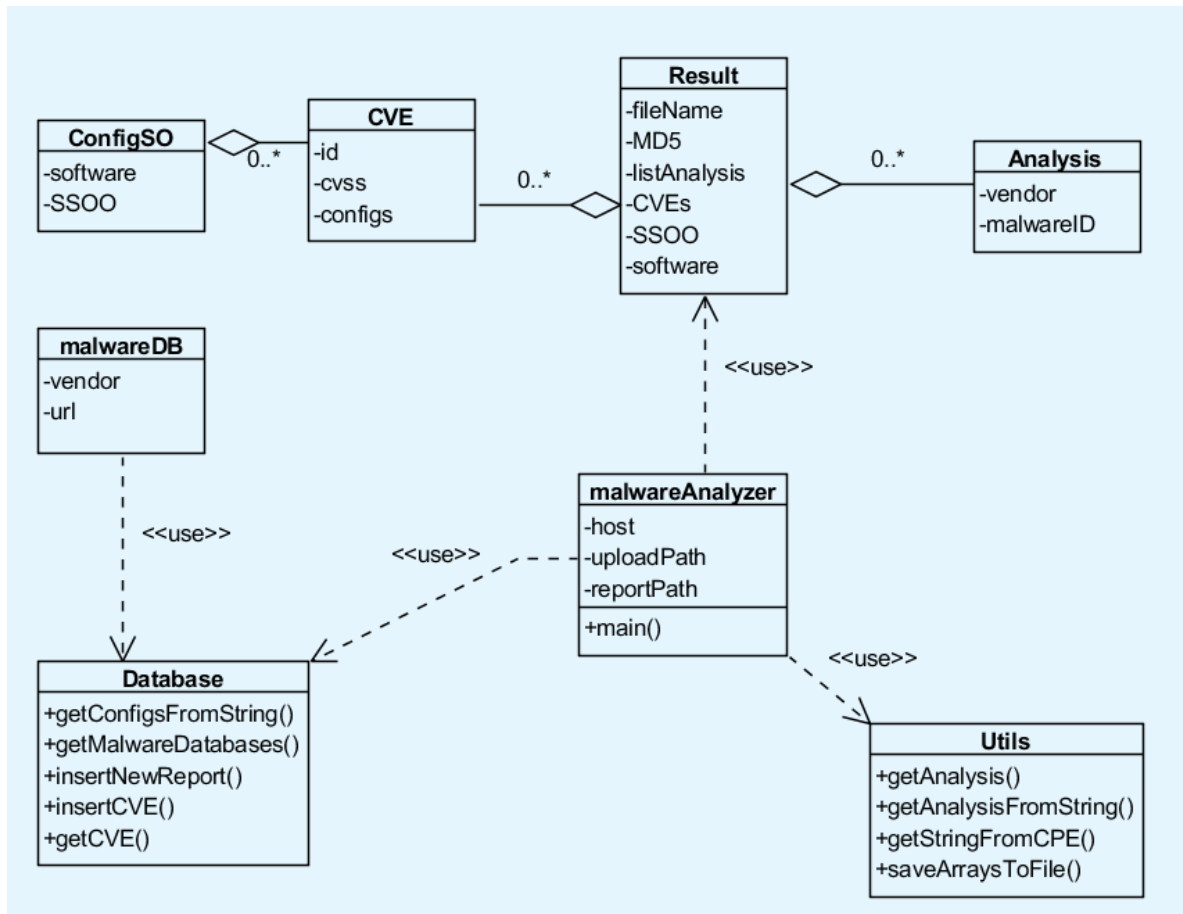 ConfigSO
-software
-SSOO
0..*
CVE
-id
-cvss
-configs
0..*
Result
-fileName
-MD5
-listAnalysis
-CVEs
-SSOO
-software
0..*
Analysis
-vendor
-malwareID
malwareDB
-vendor
-url
<<use>>
<<use>>
<<use>>
malwareAnalyzer
-host
-uploadPath
-reportPath
+main()
<<use>>
Database
+getConfigsFromString()
+getMalwareDatabases()
+insertNewReport()
+insertCVE()
+getCVE()
Utils
+getAnalysis()
+getAnalysisFromString()
+getStringFromCPE()
+saveArraysToFile()